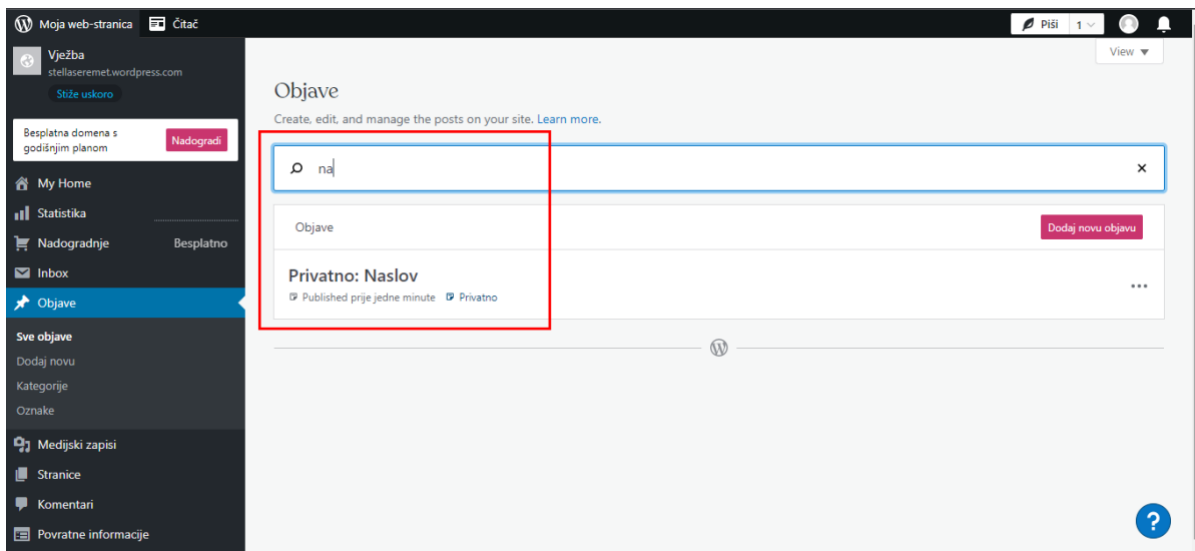 Moja web-stranica Čitač Piši 1
Vježba
stellaseremet.wordpress.com
Stiže uskoro
Besplatna domena s
godišnjim planom
Nadogradi
My Home
Statistika
Nadogradnje Besplatno
Inbox
Objave
Sve objave
Dodaj novu
Kategorije
Oznake
Medijski zapisi
Stranice
Komentari
Povratne informacije
View ▼
Objave
Create, edit, and manage the posts on your site. Learn more.
na
Objave Dodaj novu objavu
Privatno: Naslov
Published prije jedne minute Privatno
?